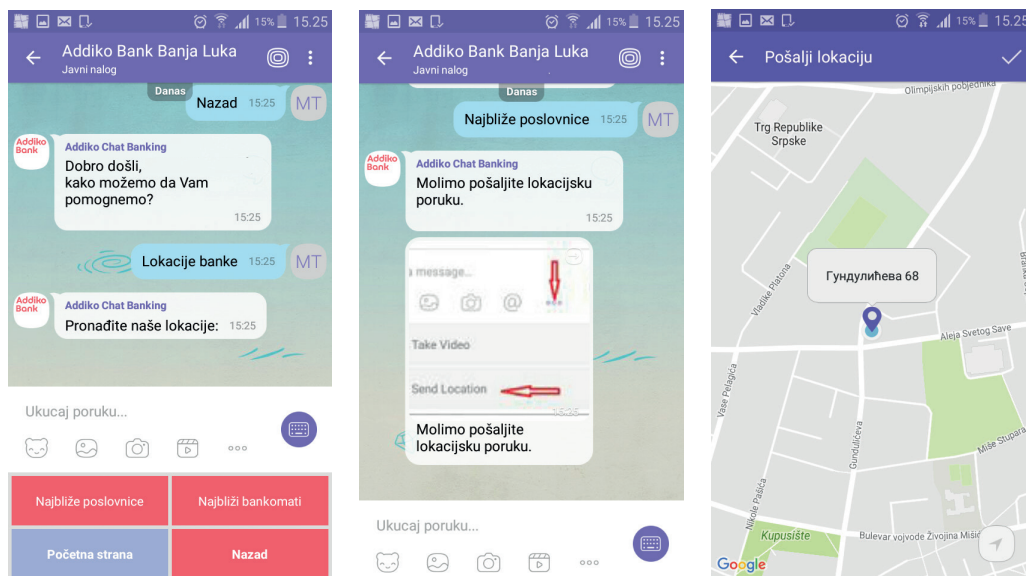 15% 15.25
Addiko Bank Banja Luka
Javni nalog
Danas
Nazad 15:25 MT
Addiko
Bank
Addiko Chat Banking
Dobro došli,
kako možemo da Vam
pomognemo?
15:25
Lokacije banke 15:25 MT
Addiko
Bank
Addiko Chat Banking
Pronađite naše lokacije: 15:25
Ukucaj poruku...
Najbliže poslovnice
Najbliži bankomati
Početna strana
Nazad
15% 15.25
Addiko Bank Banja Luka
Javni nalog
Danas
Najbliže poslovnice 15:25 MT
Addiko
Bank
Addiko Chat Banking
Molimo pošaljite lokacijsku
poruku.
15:25
message...
@
Take Video
Send Location
15:25
Molimo pošaljite
lokacijsku poruku.
Ukucaj poruku...
15% 15.25
Pošalji lokaciju
Olimpijskih pobjednika
Trg Republike
Srpske
Vladike Platona
Гундулићева 68
Aleja Svetog Save
Vase Pelagića
Gundulićeva
Miše Stupara
Nikole Pašića
Kupusište
Bulevar vojvode Živojina Mišić
Google